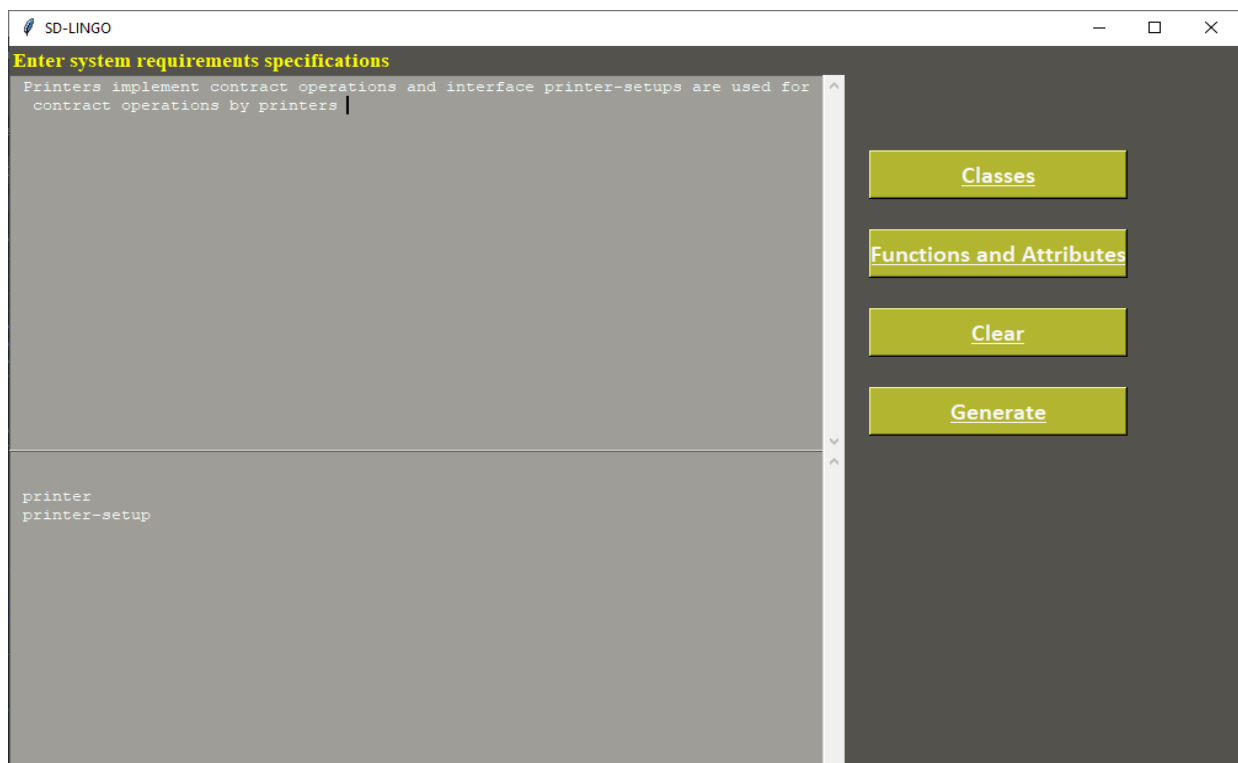 SD-LINGO
Enter system requirements specifications
Printers implement contract operations and interface printer-setups are used for
contract operations by printers
Classes
Functions and Attributes
Clear
Generate
printer
printer-setup